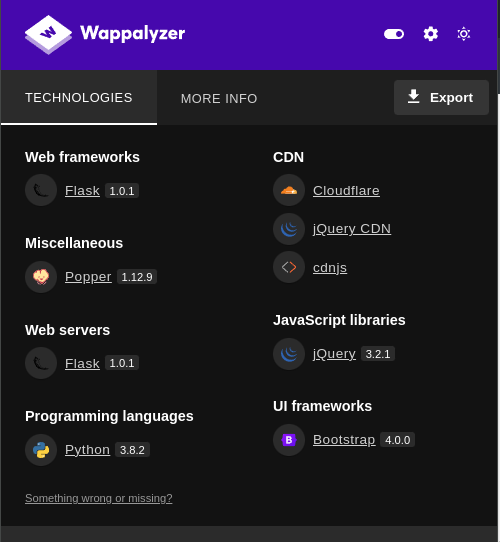 Wappalyzer
TECHNOLOGIES
MORE INFO
Export
Web frameworks
Flask 1.0.1
Miscellaneous
Popper 1.12.9
Web servers
Flask 1.0.1
Programming languages
Python 3.8.2
CDN
Cloudflare
jQuery CDN
cdnjs
JavaScript libraries
jQuery 3.2.1
UI frameworks
Bootstrap 4.0.0
Something wrong or missing?